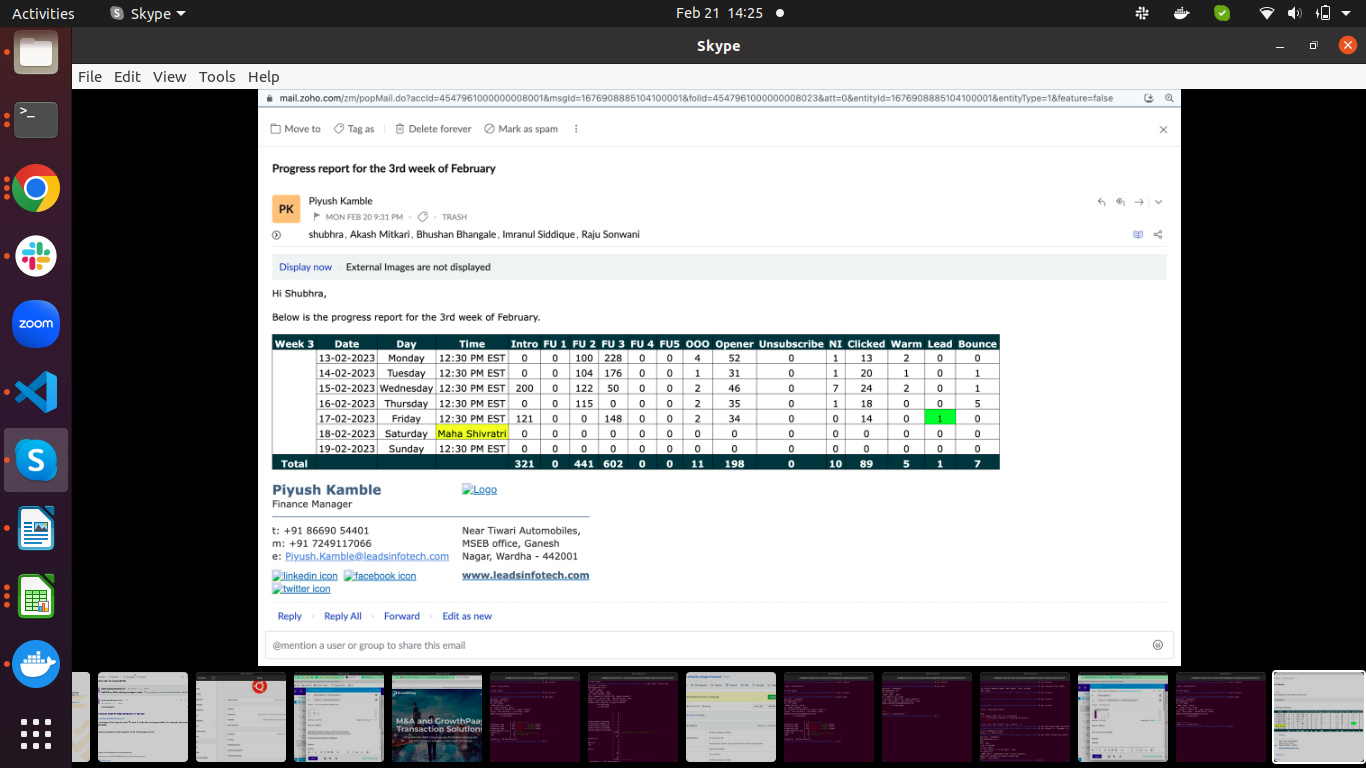 Activities Skype Feb 21 14:25
Skype
File Edit View Tools Help
mail.zoho.com/zm/popMail.do?accId=4547961000000008001&msgId=1676908885104100001&folId=4547961000000008023&att=0&entityId=1676908885104100001&entityType=1&feature=false
Move to Tag as Delete forever Mark as spam
Progress report for the 3rd week of February
PK
Piyush Kamble
MON FEB 20 9:31 PM - - TRASH
shubhra , Akash Mitkari , Bhushan Bhangale , Imranul Siddique , Raju Sonwani
Display now - External Images are not displayed
Hi Shubhra,
Below is the progress report for the 3rd week of February.
Week 3 Date Day Time Intro FU 1 FU 2 FU 3 FU 4 FU5 OOO Opener Unsubscribe NI Clicked Warm Lead Bounce
13-02-2023 Monday 12:30 PM EST 0 0 100 228 0 0 4 52 0 1 13 2 0 0
14-02-2023 Tuesday 12:30 PM EST 0 0 104 176 0 0 1 31 0 1 20 1 0 1
15-02-2023 Wednesday 12:30 PM EST 200 0 122 50 0 0 2 46 0 7 24 2 0 1
16-02-2023 Thursday 12:30 PM EST 0 0 115 0 0 0 2 35 0 1 18 0 0 5
17-02-2023 Friday 12:30 PM EST 121 0 0 148 0 0 2 34 0 0 14 0 1 0
18-02-2023 Saturday Maha Shivratri 0 0 0 0 0 0 0 0 0 0 0 0 0 0
19-02-2023 Sunday 12:30 PM EST 0 0 0 0 0 0 0 0 0 0 0 0 0 0
Total 321 0 441 602 0 0 11 198 0 10 89 5 1 7
Piyush Kamble
Finance Manager
Logo
t: +91 86690 54401
m: +91 7249117066
e: Piyush.Kamble@leadsinfotech.com
Near Tiwari Automobiles,
MSEB office, Ganesh
Nagar, Wardha - 442001
linkedin icon facebook icon
twitter icon
www.leadsinfotech.com
Reply Reply All Forward Edit as new
@mention a user or group to share this email
zoom
GrowthPaaS
M&A and GrowthPaaS
Transaction Solutions